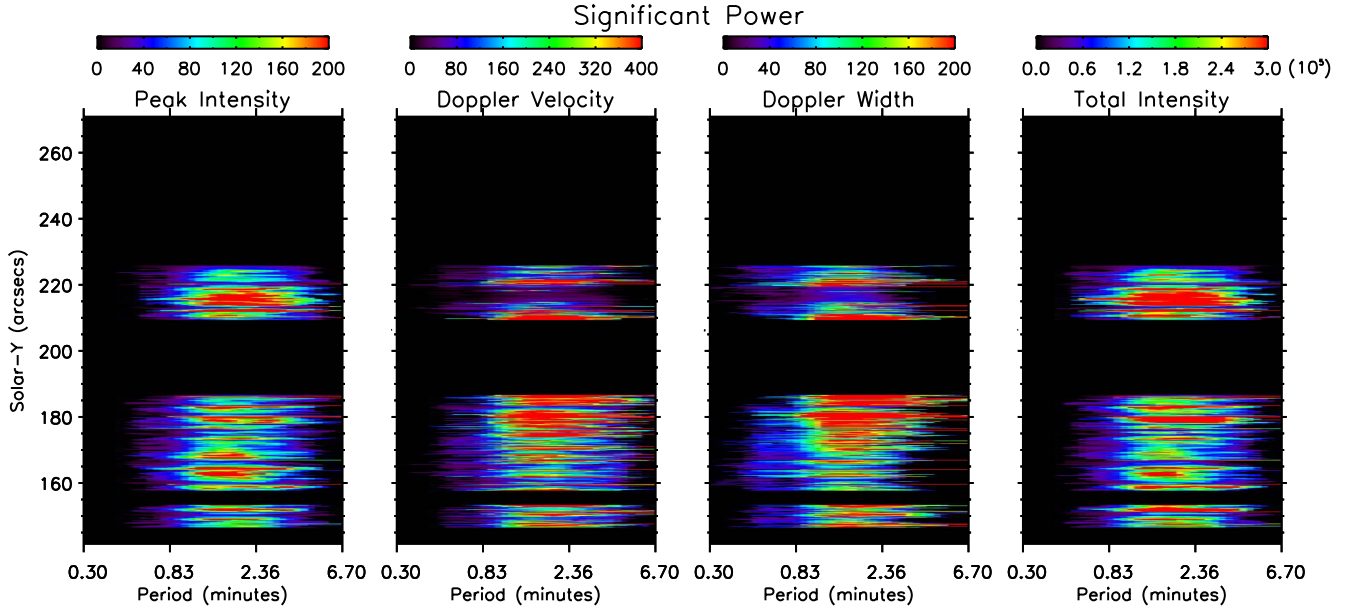 Significant Power
0 40 80 120 160 200
0 80 160 240 320 400
0 40 80 120 160 200
0.0 0.6 1.2 1.8 2.4 3.0 (10⁵)
Peak Intensity
Doppler Velocity
Doppler Width
Total Intensity
Solar-Y (arcsecs)
260
240
220
200
180
160
0.30 0.83 2.36 6.70
0.30 0.83 2.36 6.70
0.30 0.83 2.36 6.70
0.30 0.83 2.36 6.70
Period (minutes)
Period (minutes)
Period (minutes)
Period (minutes)